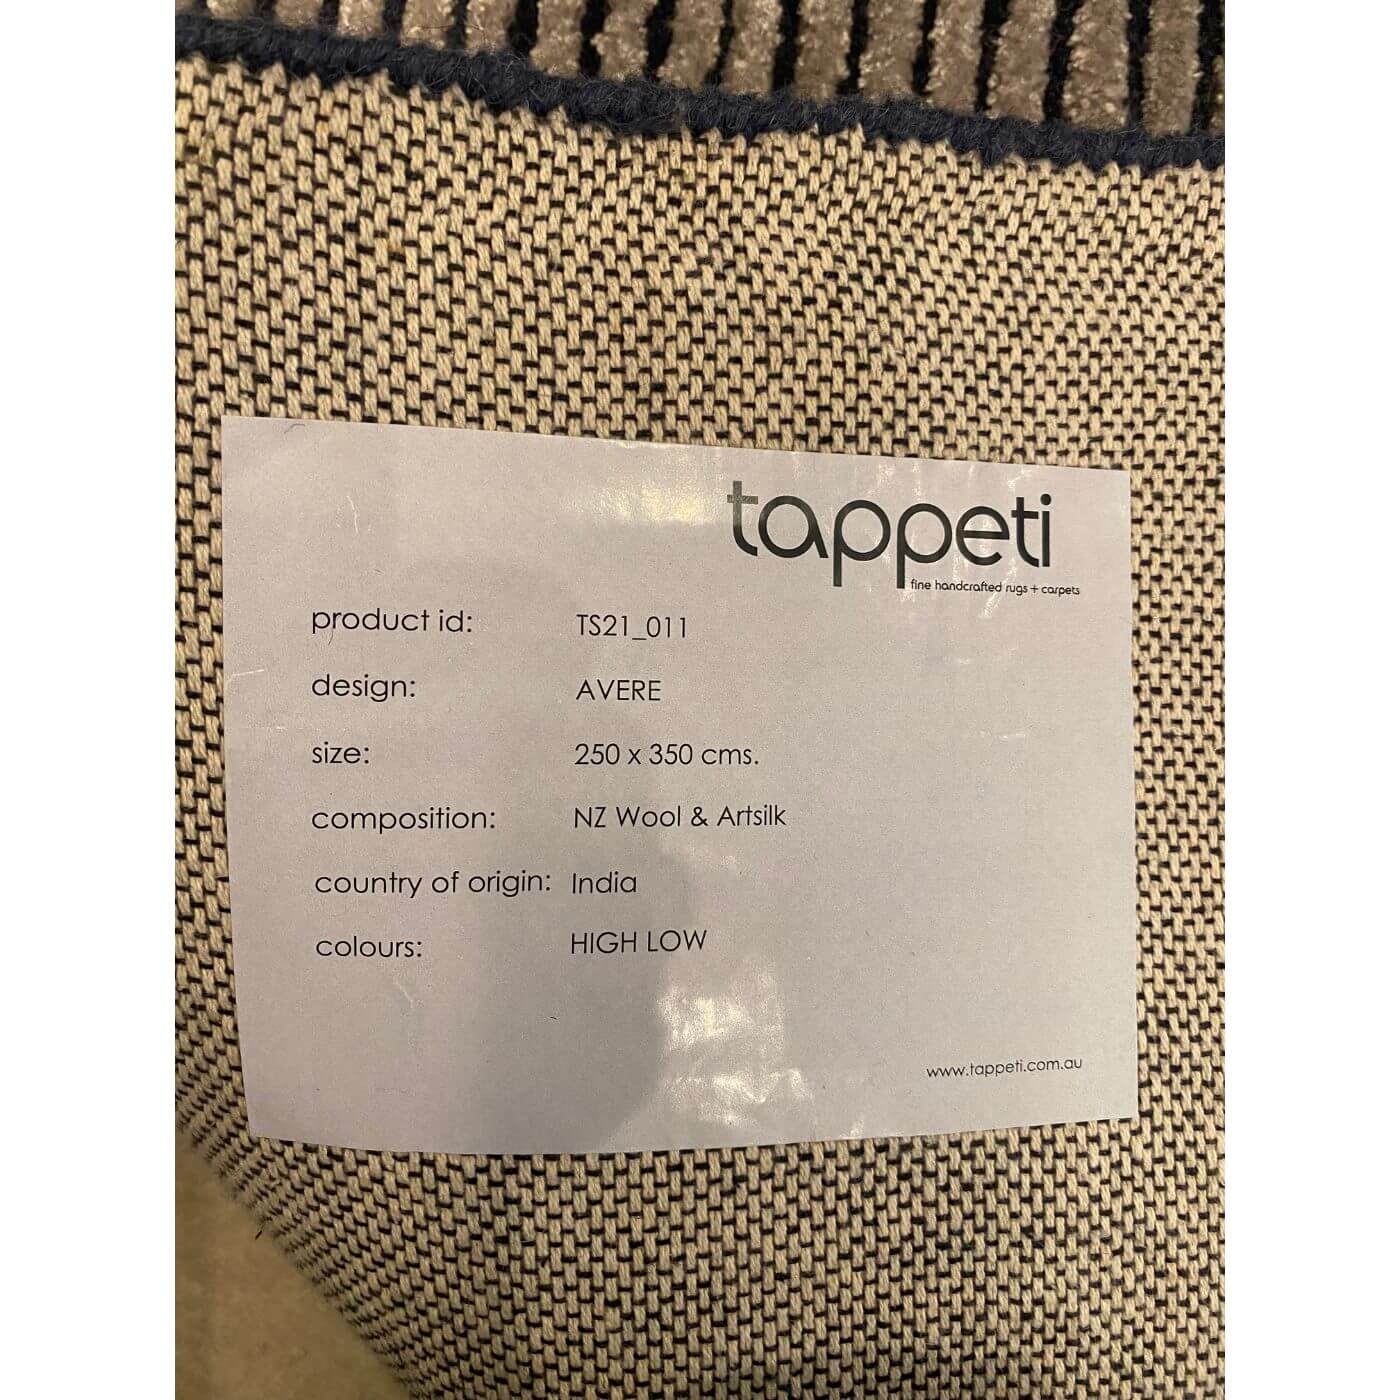 tappeti
fine handcrafted rugs + carpets
product id: TS21_011
design: AVERE
size: 250 x 350 cms.
composition: NZ Wool & Artsilk
country of origin: India
colours: HIGH LOW
www.tappeti.com.au